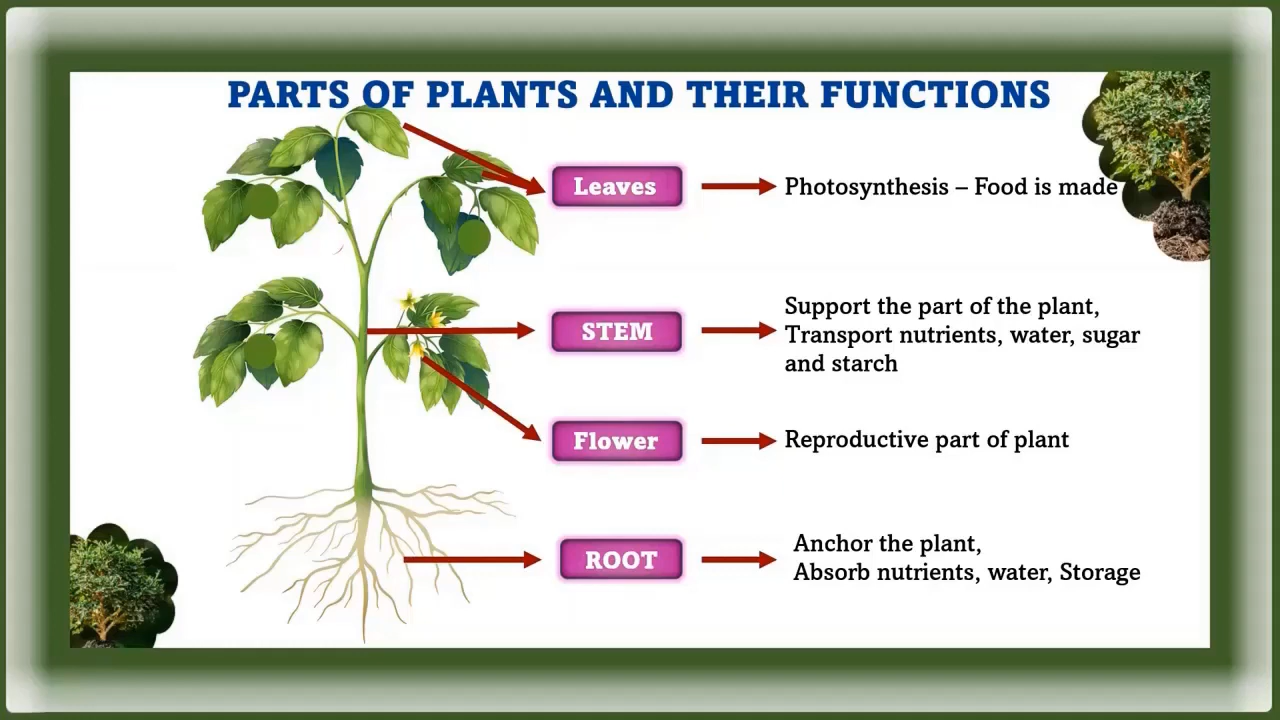 PARTS OF PLANTS AND THEIR FUNCTIONS
Leaves
Photosynthesis – Food is made
STEM
Support the part of the plant,
Transport nutrients, water, sugar
and starch
Flower
Reproductive part of plant
ROOT
Anchor the plant,
Absorb nutrients, water, Storage